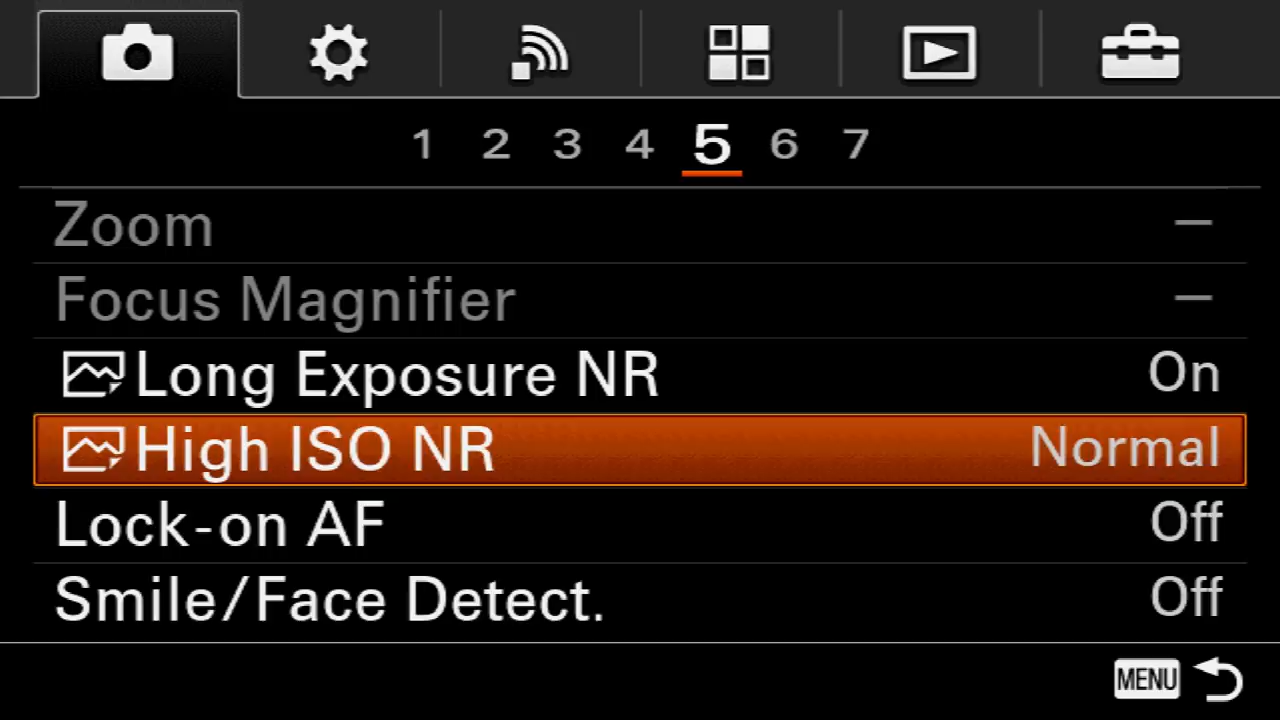 1 2 3 4 5 6 7
Zoom –
Focus Magnifier –
Long Exposure NR On
High ISO NR Normal
Lock-on AF Off
Smile/Face Detect. Off
MENU